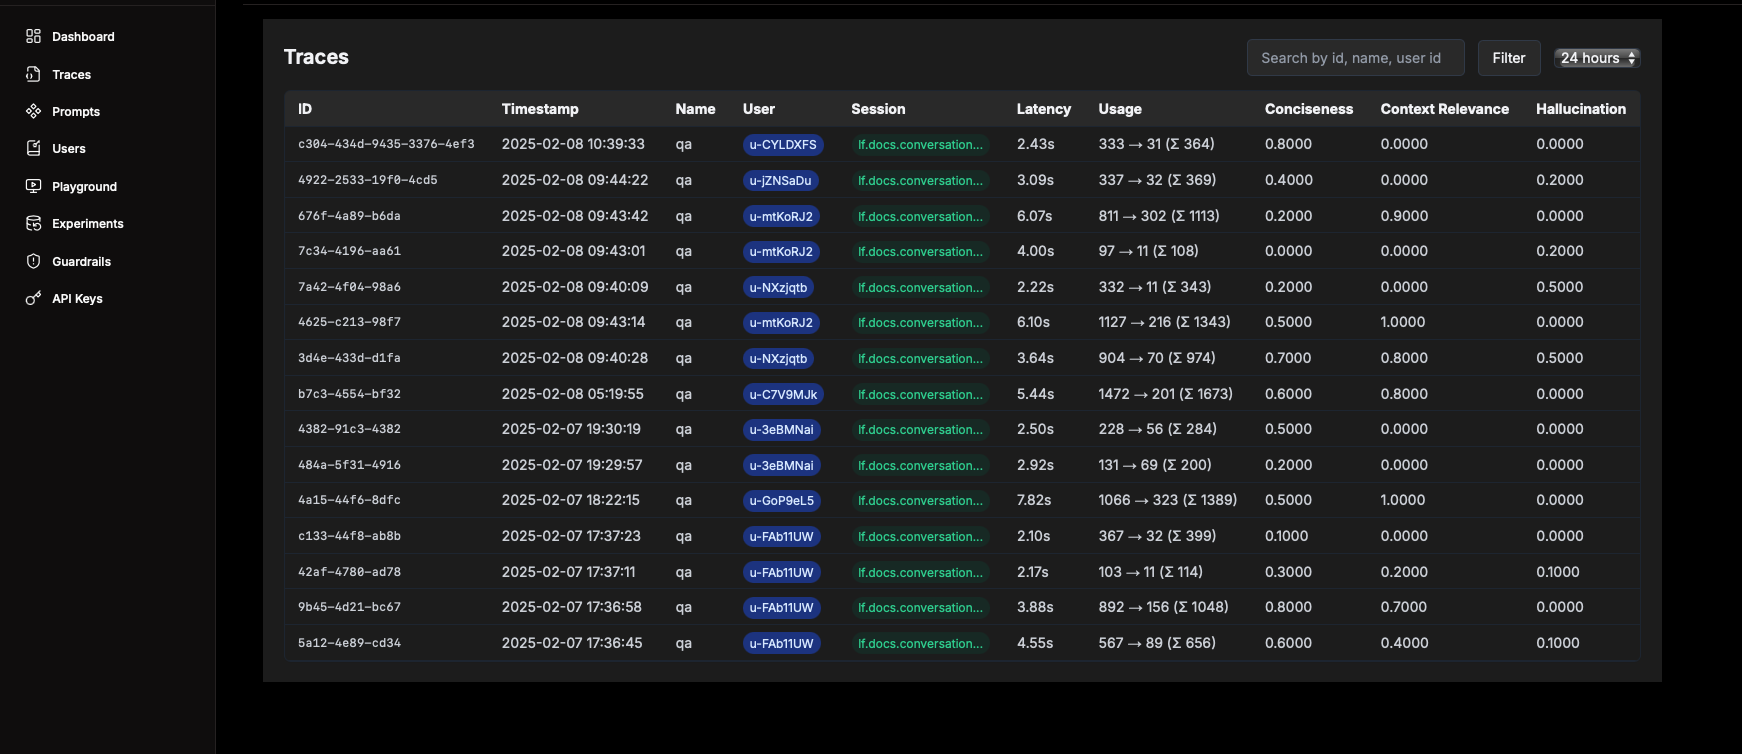 Dashboard
Traces
Prompts
Users
Playground
Experiments
Guardrails
API Keys
Traces
Search by id, name, user id
Filter
24 hours
ID Timestamp Name User Session Latency Usage Conciseness Context Relevance Hallucination
c304-434d-9435-3376-4ef3 2025-02-08 10:39:33 qa u-CYLDXFS lf.docs.conversation... 2.43s 333 → 31 (Σ 364) 0.8000 0.0000 0.0000
4922-2533-19f0-4cd5 2025-02-08 09:44:22 qa u-jZNSaDu lf.docs.conversation... 3.09s 337 → 32 (Σ 369) 0.4000 0.0000 0.2000
676f-4a89-b6da 2025-02-08 09:43:42 qa u-mtKoRJ2 lf.docs.conversation... 6.07s 811 → 302 (Σ 1113) 0.2000 0.9000 0.0000
7c34-4196-aa61 2025-02-08 09:43:01 qa u-mtKoRJ2 lf.docs.conversation... 4.00s 97 → 11 (Σ 108) 0.0000 0.0000 0.2000
7a42-4f04-98a6 2025-02-08 09:40:09 qa u-NXzjqtb lf.docs.conversation... 2.22s 332 → 11 (Σ 343) 0.2000 0.0000 0.5000
4625-c213-98f7 2025-02-08 09:43:14 qa u-mtKoRJ2 lf.docs.conversation... 6.10s 1127 → 216 (Σ 1343) 0.5000 1.0000 0.0000
3d4e-433d-d1fa 2025-02-08 09:40:28 qa u-NXzjqtb lf.docs.conversation... 3.64s 904 → 70 (Σ 974) 0.7000 0.8000 0.5000
b7c3-4554-bf32 2025-02-08 05:19:55 qa u-C7V9MJk lf.docs.conversation... 5.44s 1472 → 201 (Σ 1673) 0.6000 0.8000 0.0000
4382-91c3-4382 2025-02-07 19:30:19 qa u-3eBMNai lf.docs.conversation... 2.50s 228 → 56 (Σ 284) 0.5000 0.0000 0.0000
484a-5f31-4916 2025-02-07 19:29:57 qa u-3eBMNai lf.docs.conversation... 2.92s 131 → 69 (Σ 200) 0.2000 0.0000 0.0000
4a15-44f6-8dfc 2025-02-07 18:22:15 qa u-GoP9eL5 lf.docs.conversation... 7.82s 1066 → 323 (Σ 1389) 0.5000 1.0000 0.0000
c133-44f8-ab8b 2025-02-07 17:37:23 qa u-FAb11UW lf.docs.conversation... 2.10s 367 → 32 (Σ 399) 0.1000 0.0000 0.0000
42af-4780-ad78 2025-02-07 17:37:11 qa u-FAb11UW lf.docs.conversation... 2.17s 103 → 11 (Σ 114) 0.3000 0.2000 0.1000
9b45-4d21-bc67 2025-02-07 17:36:58 qa u-FAb11UW lf.docs.conversation... 3.88s 892 → 156 (Σ 1048) 0.8000 0.7000 0.0000
5a12-4e89-cd34 2025-02-07 17:36:45 qa u-FAb11UW lf.docs.conversation... 4.55s 567 → 89 (Σ 656) 0.6000 0.4000 0.1000